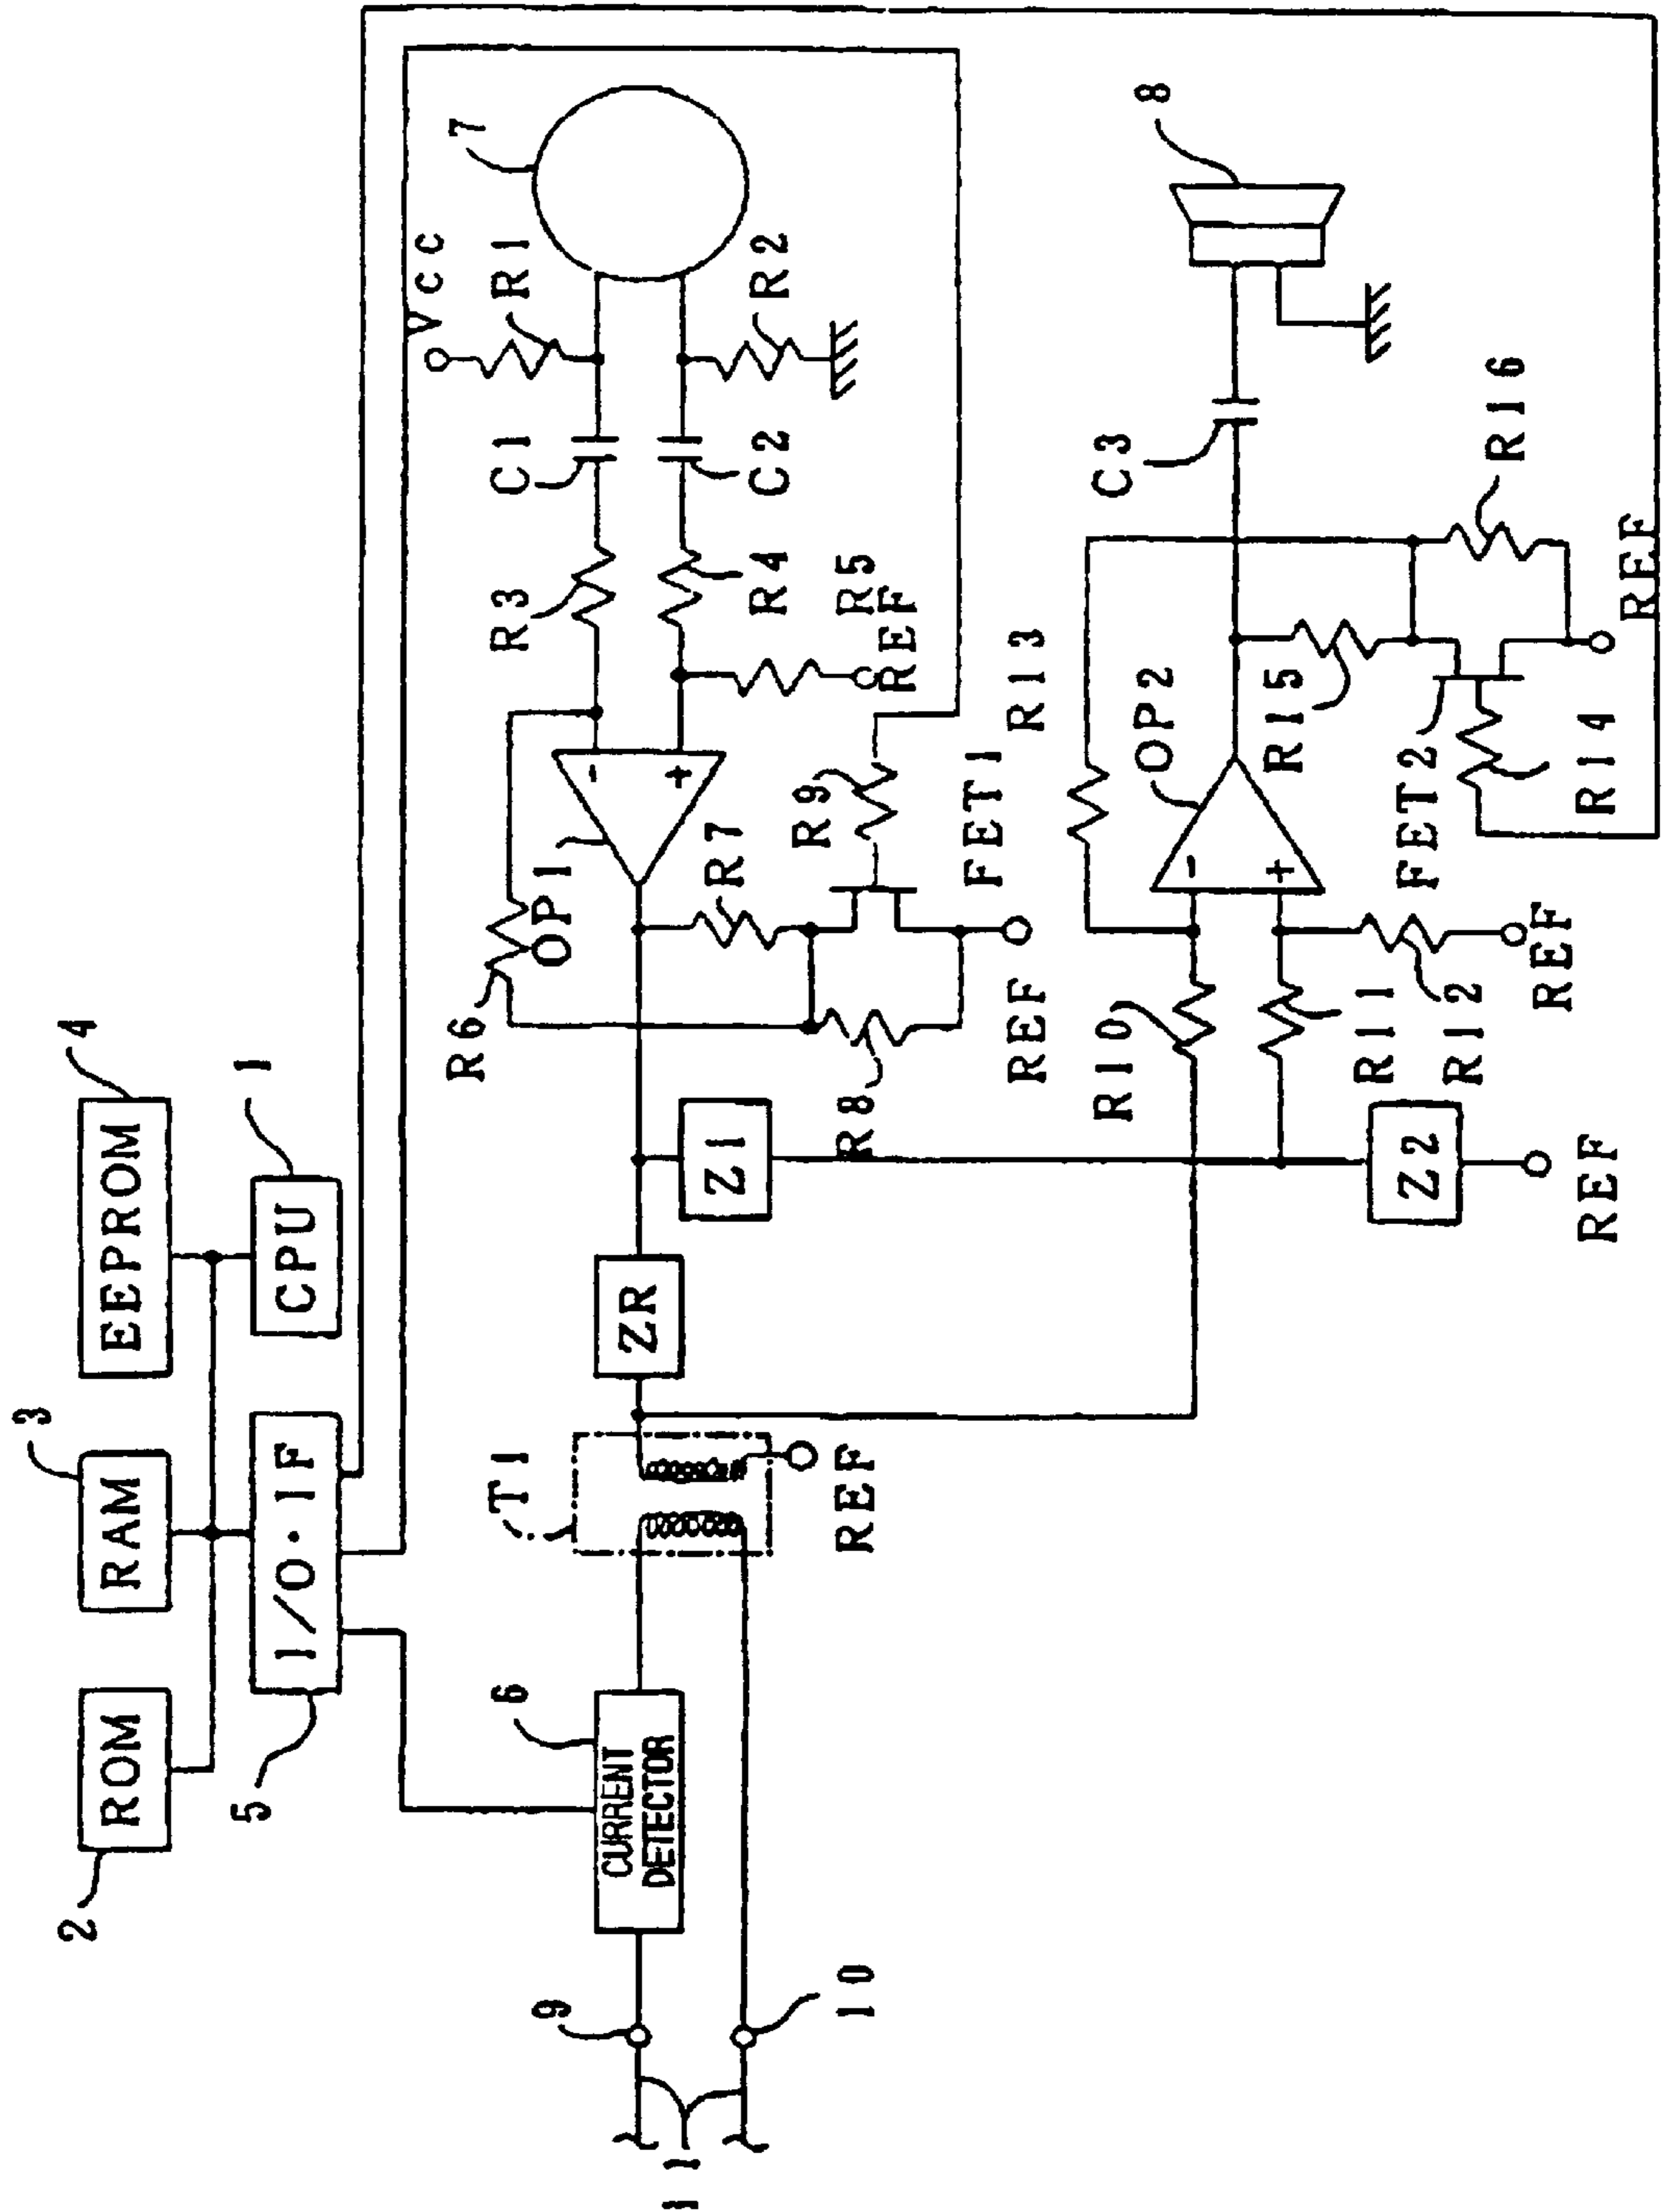 2
ROM
3
RAM
4
EEPROM
5
I/O・IF
1
CPU
6
CURRENT
DETECTOR
9
10
11
T1
REF
ZR
Z1
Z2
REF
R6
OP1
-
+
R7
R8
R9
FET1
REF
R3
R4
R5
REF
C1
C2
Vcc
R1
R2
7
R10
R11
R12
REF
R13
OP2
-
+
R15
FET2
R14
R16
REF
C3
8